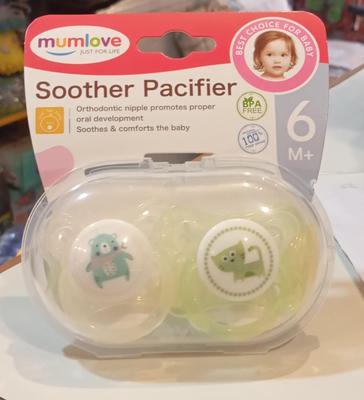 mumlove
JUST FOR LIFE
BEST CHOICE FOR BABY
Soother Pacifier
Orthodontic nipple promotes proper
oral development
Soothes & comforts the baby
BPA
FREE
100%
6
M+